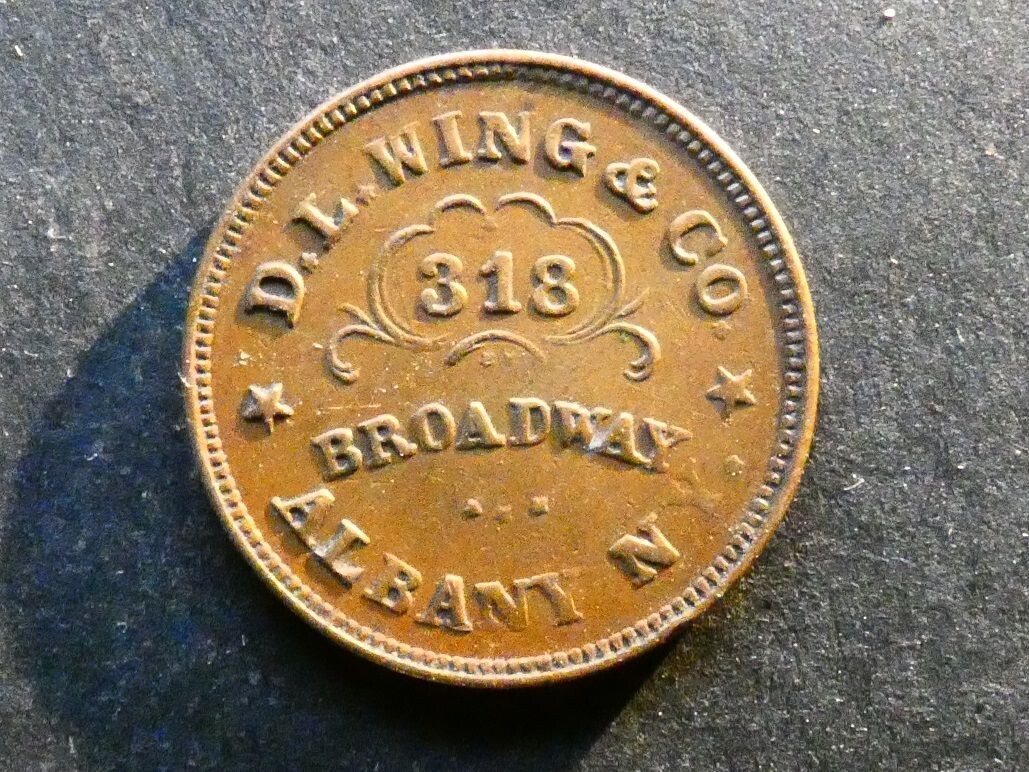 D. L. WING & CO.
318
BROADWAY
ALBANY N